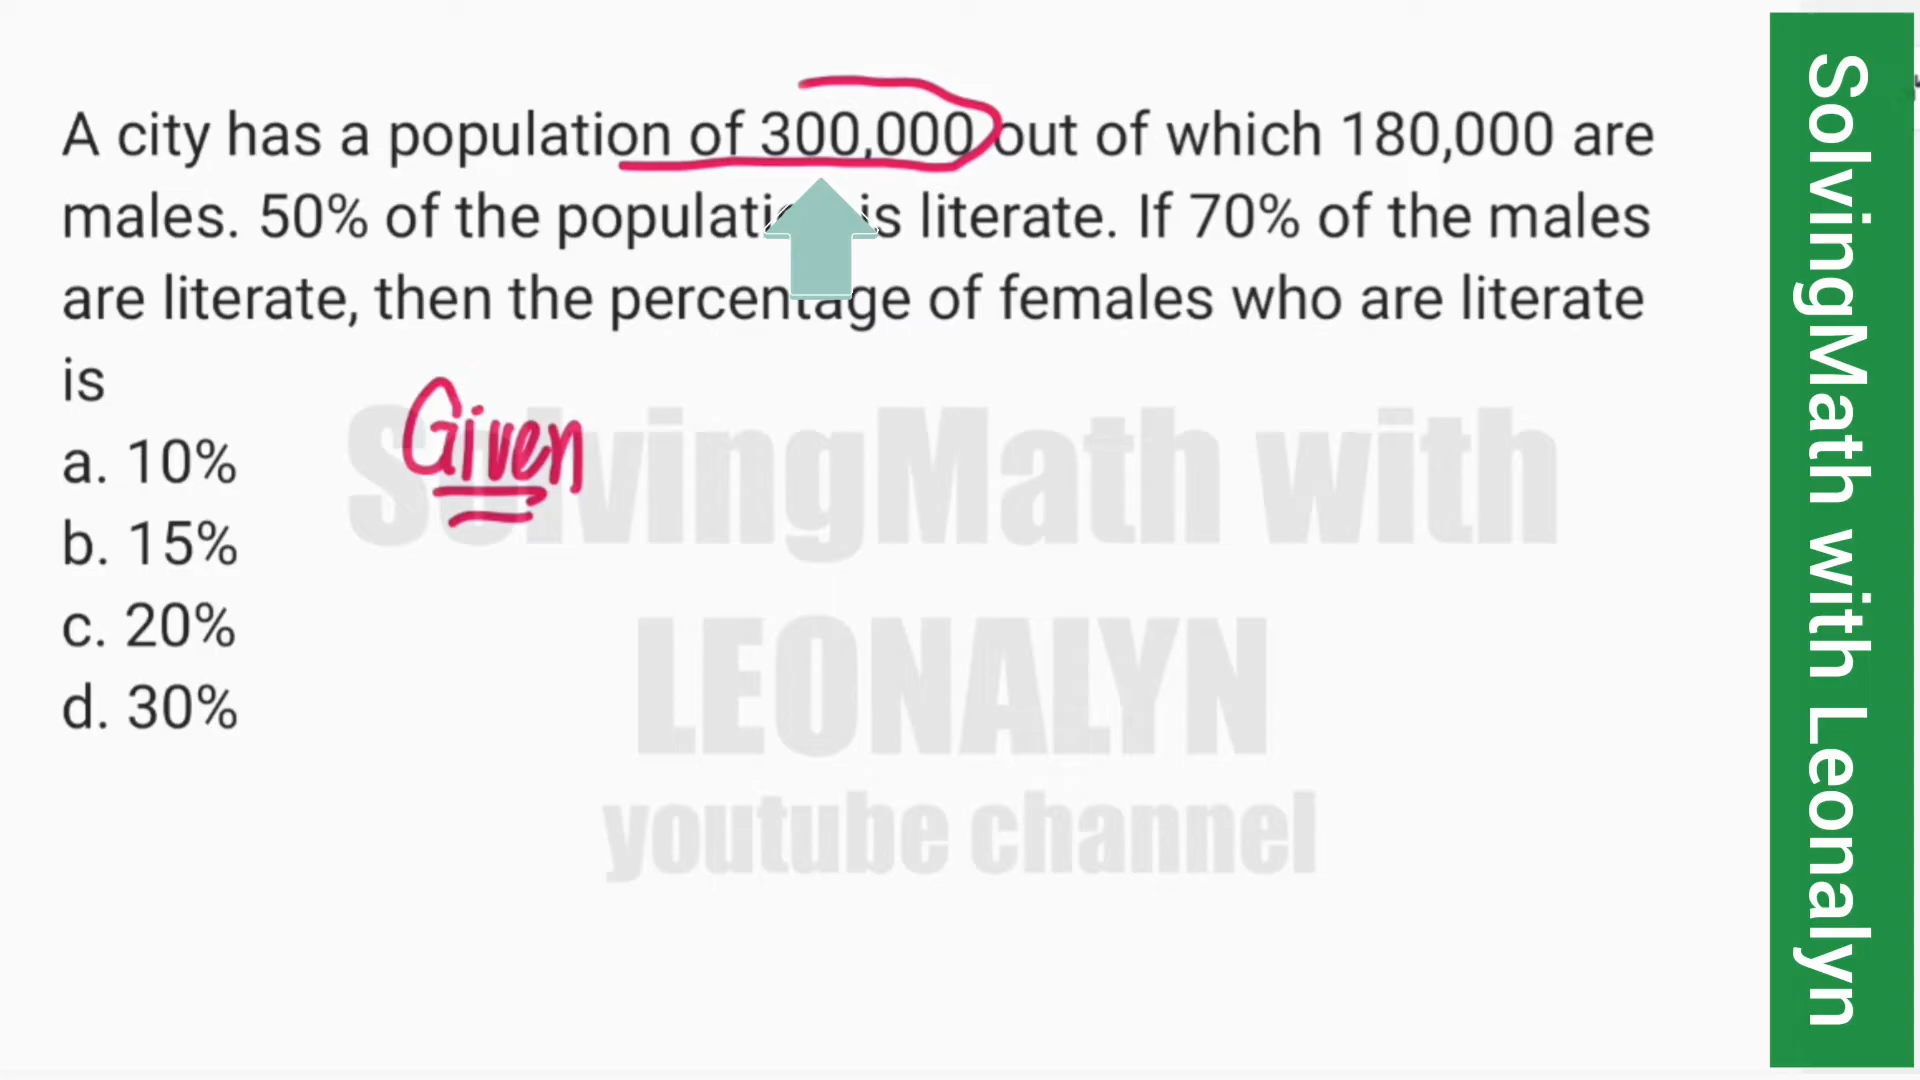 A city has a population of 300,000 out of which 180,000 are
males. 50% of the population is literate. If 70% of the males
are literate, then the percentage of females who are literate
is
a. 10%
b. 15%
c. 20%
d. 30%
Given
SolvingMath with
LEONALYN
youtube channel
SolvingMath with Leonalyn